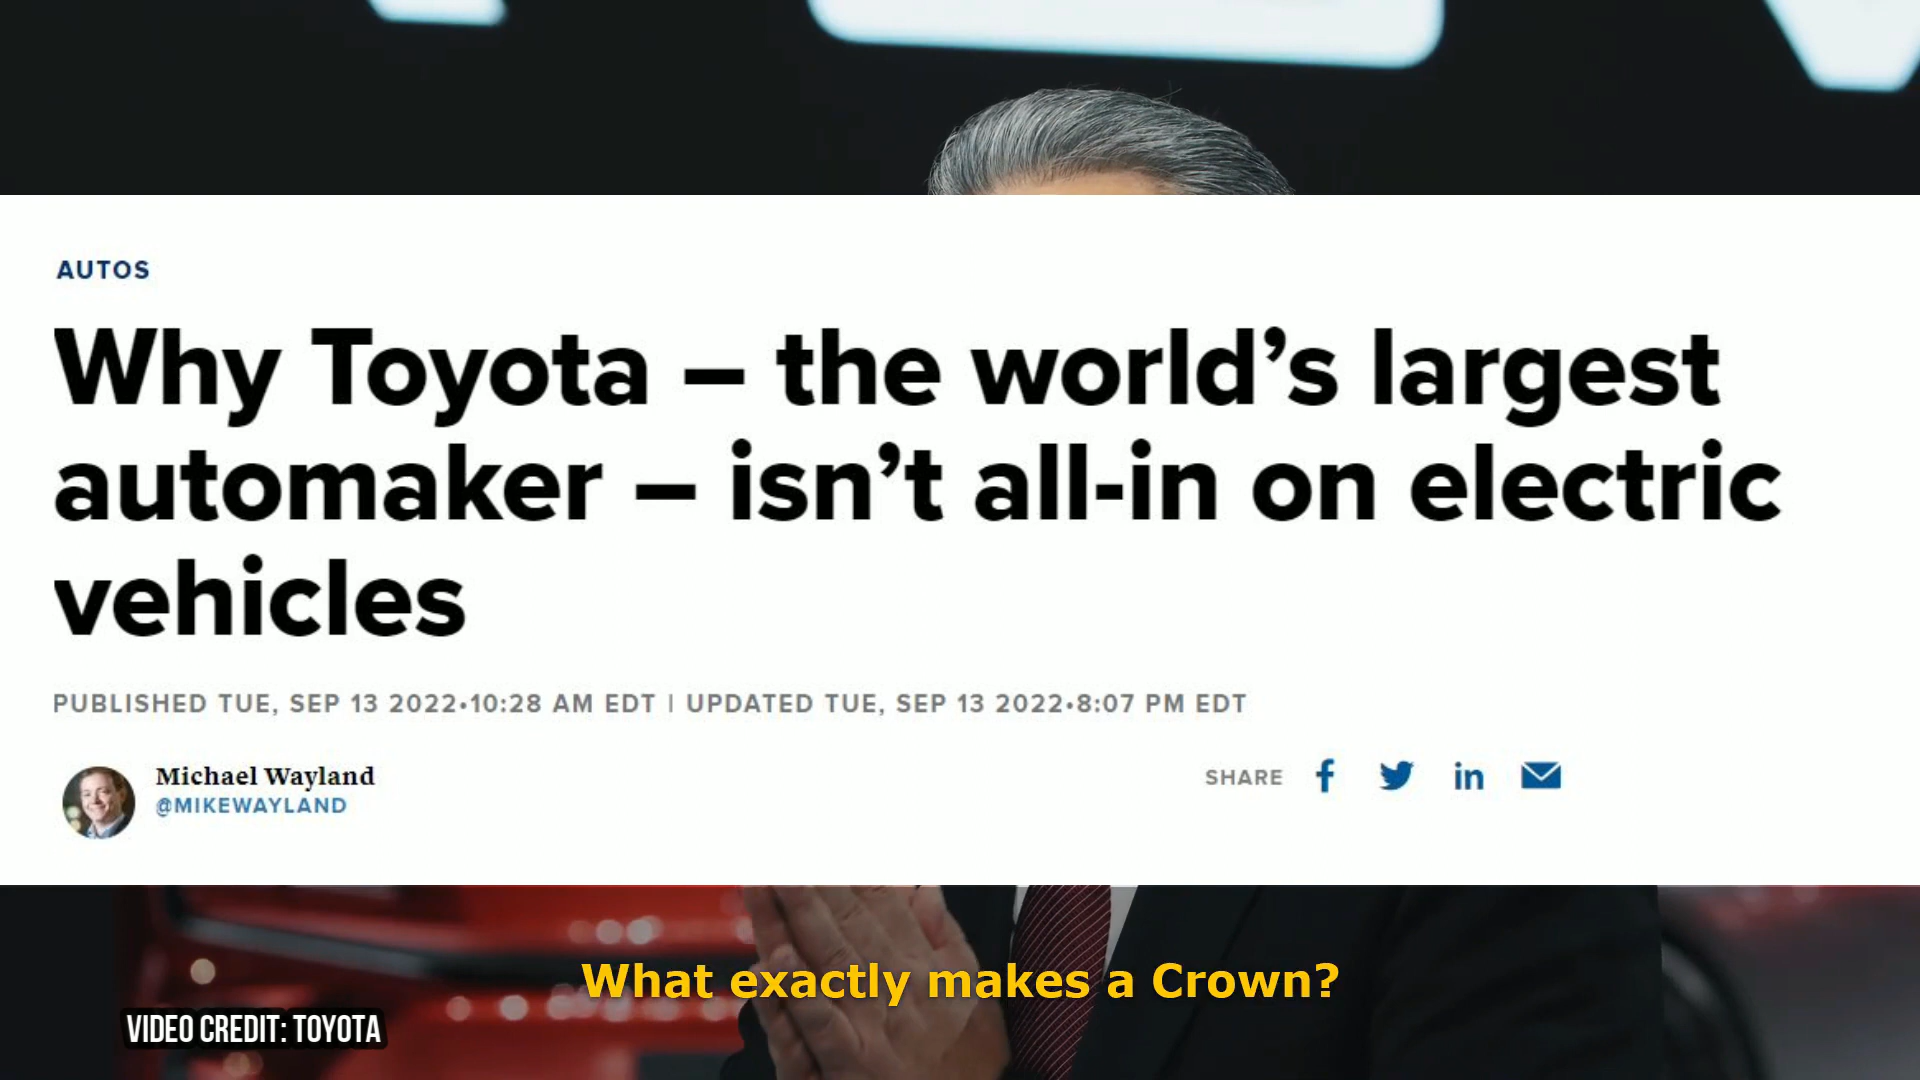 AUTOS
Why Toyota – the world’s largest
automaker – isn’t all-in on electric
vehicles
PUBLISHED TUE, SEP 13 2022•10:28 AM EDT | UPDATED TUE, SEP 13 2022•8:07 PM EDT
Michael Wayland
@MIKEWAYLAND
SHARE
What exactly makes a Crown?
VIDEO CREDIT: TOYOTA